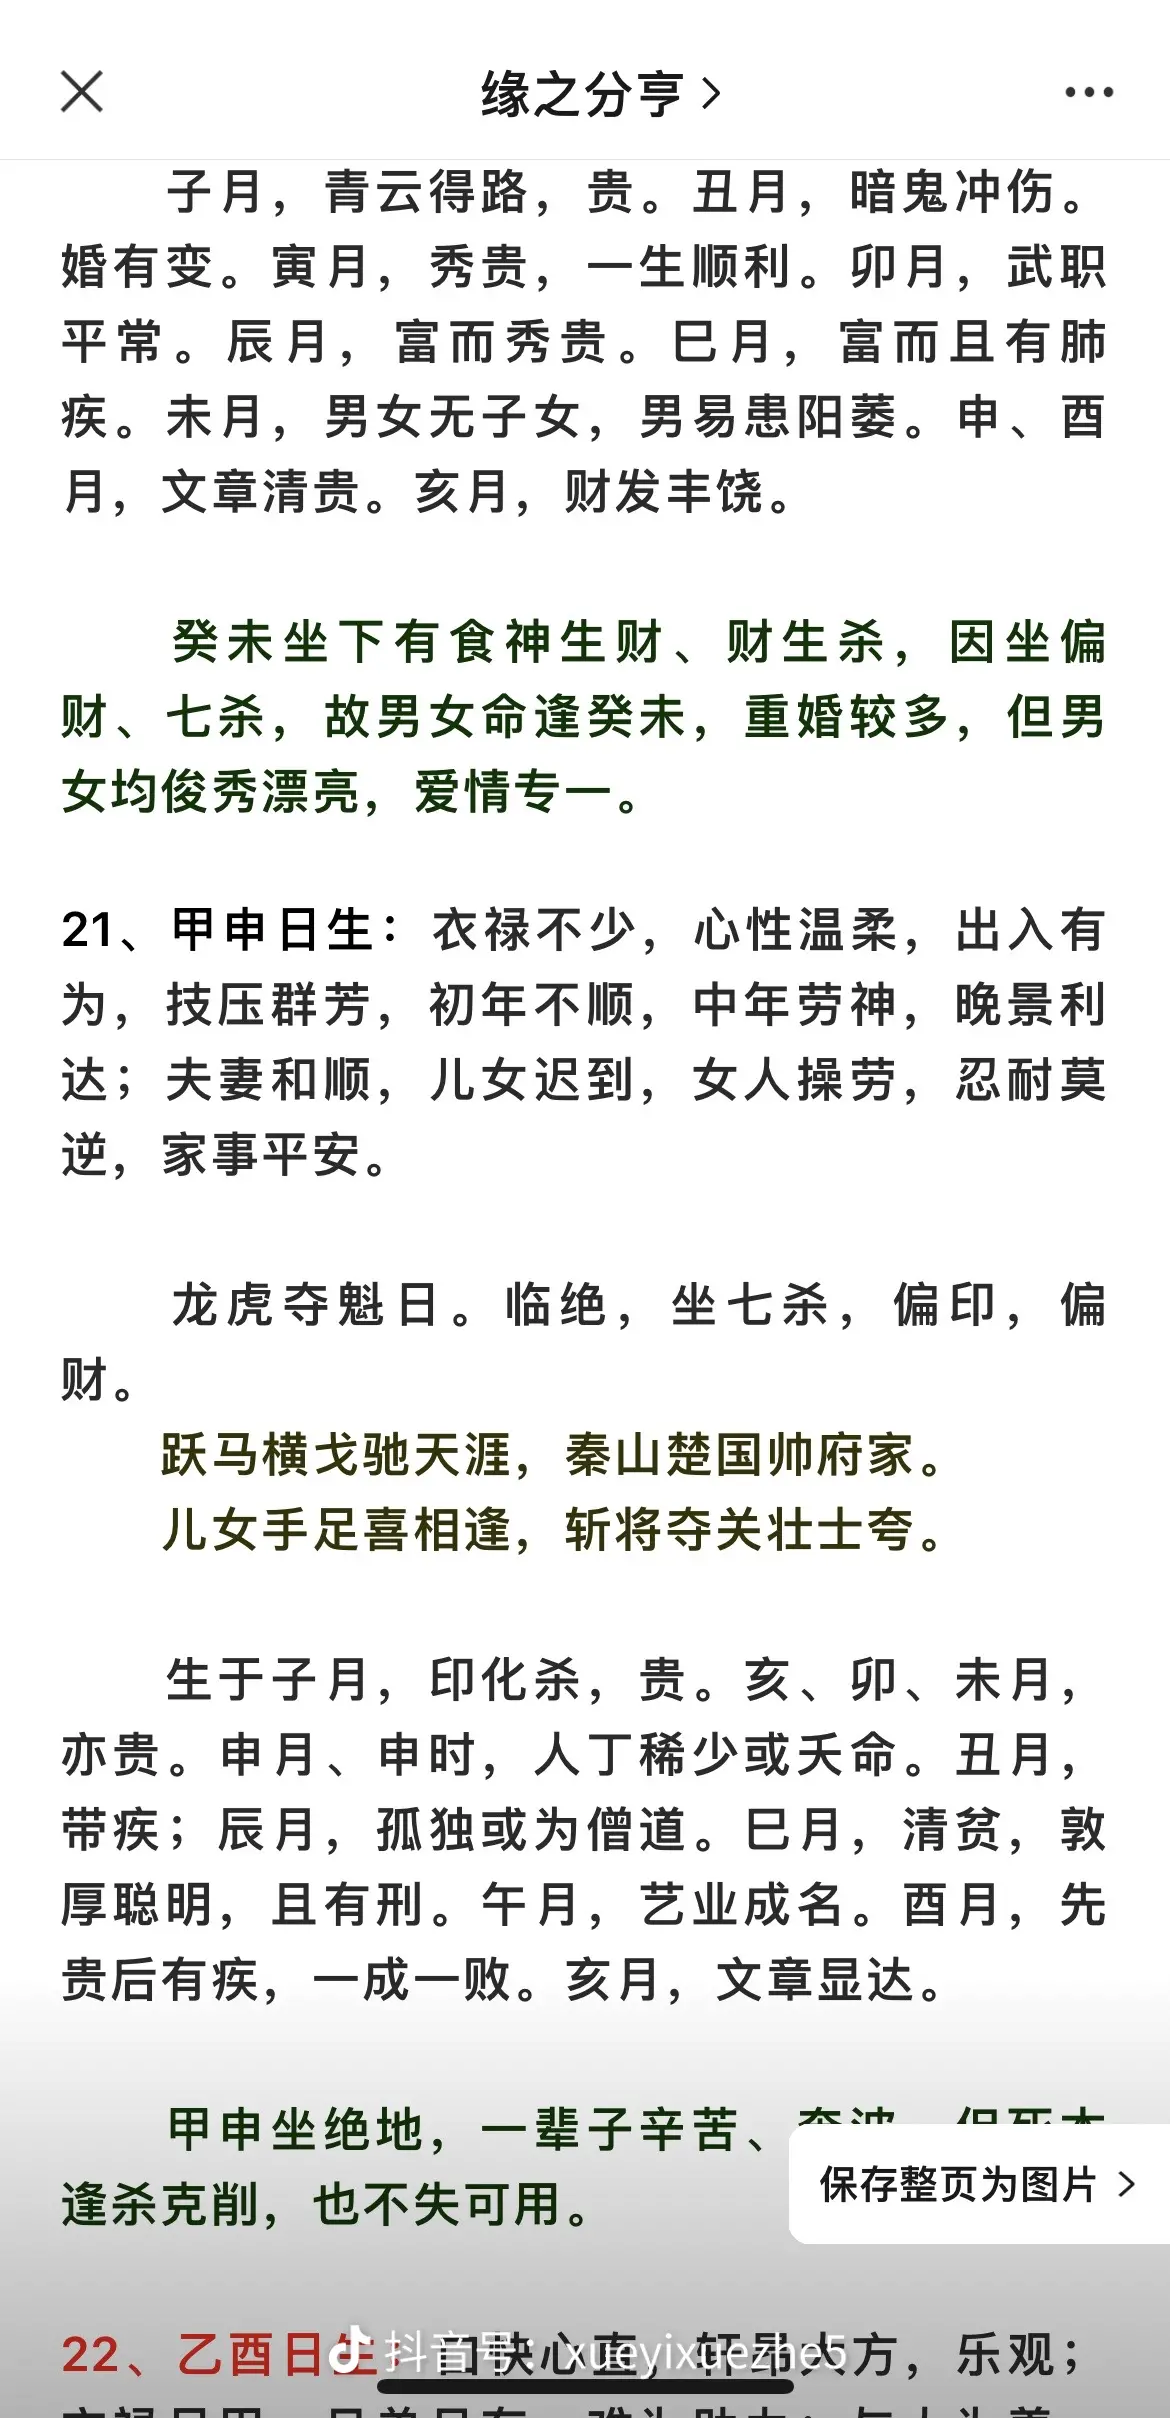 缘之分亨
子月，青云得路，贵。丑月，暗鬼冲伤。
婚有变。寅月，秀贵，一生顺利。卯月，武职
平常。辰月，富而秀贵。巳月，富而且有肺
疾。未月，男女无子女，男易患阳萎。申、酉
月，文章清贵。亥月，财发丰饶。
癸未坐下有食神生财、财生杀，因坐偏
财、七杀，故男女命逢癸未，重婚较多，但男
女均俊秀漂亮，爱情专一。
21、甲申日生：衣禄不少，心性温柔，出入有
为，技压群芳，初年不顺，中年劳神，晚景利
达；夫妻和顺，儿女迟到，女人操劳，忍耐莫
逆，家事平安。
龙虎夺魁日。临绝，坐七杀，偏印，偏
财。
跃马横戈驰天涯，秦山楚国帅府家。
儿女手足喜相逢，斩将夺关壮士夸。
生于子月，印化杀，贵。亥、卯、未月，
亦贵。申月、申时，人丁稀少或夭命。丑月，
带疾；辰月，孤独或为僧道。巳月，清贫，敦
厚聪明，且有刑。午月，艺业成名。酉月，先
贵后有疾，一成一败。亥月，文章显达。
甲申坐绝地，一辈子辛苦、
逢杀克削，也不失可用。
保存整页为图片
22、乙酉日生：口快心直，轩昂大方，乐观；
抖音号：xueyixuezhe5